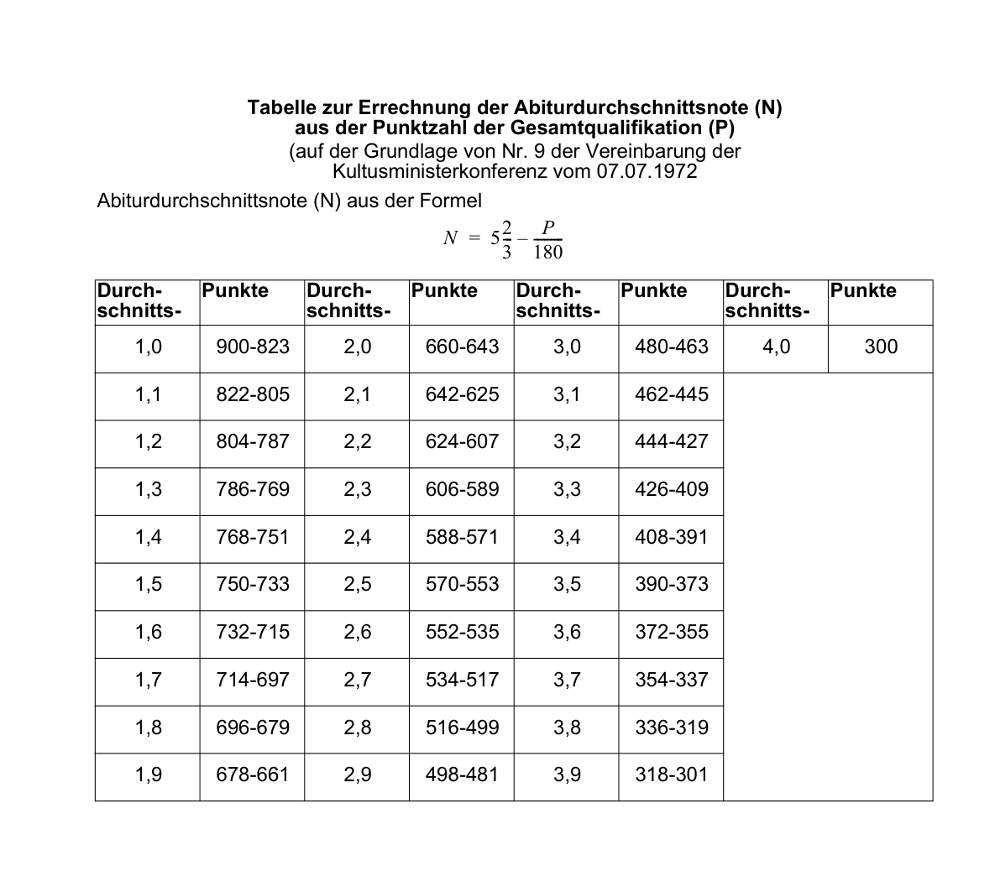 Tabelle zur Errechnung der Abiturdurchschnittsnote (N)
aus der Punktzahl der Gesamtqualifikation (P)
(auf der Grundlage von Nr. 9 der Vereinbarung der
Kultusministerkonferenz vom 07.07.1972
Abiturdurchschnittsnote (N) aus der Formel
N = 5 2/3 – P/180
Durch- Punkte Durch- Punkte Durch- Punkte Durch- Punkte
schnitts- schnitts- schnitts- schnitts-
1,0 900-823 2,0 660-643 3,0 480-463 4,0 300
1,1 822-805 2,1 642-625 3,1 462-445
1,2 804-787 2,2 624-607 3,2 444-427
1,3 786-769 2,3 606-589 3,3 426-409
1,4 768-751 2,4 588-571 3,4 408-391
1,5 750-733 2,5 570-553 3,5 390-373
1,6 732-715 2,6 552-535 3,6 372-355
1,7 714-697 2,7 534-517 3,7 354-337
1,8 696-679 2,8 516-499 3,8 336-319
1,9 678-661 2,9 498-481 3,9 318-301